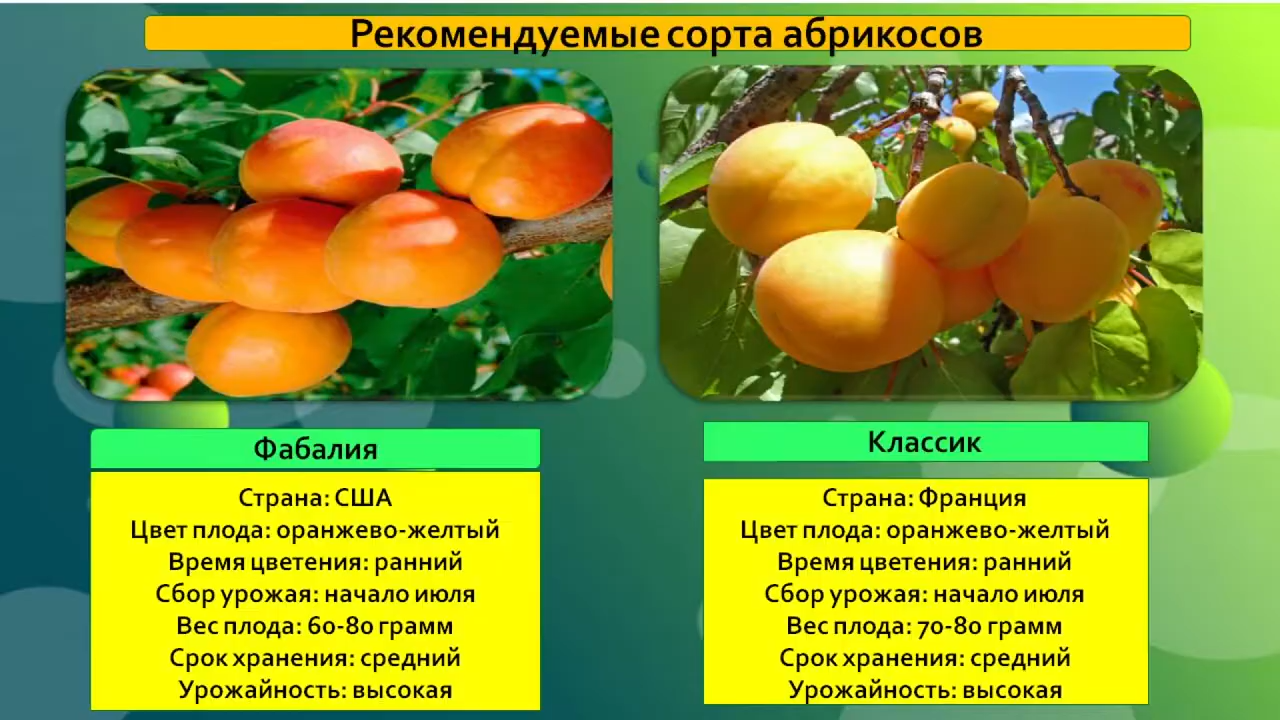 Рекомендуемые сорта абрикосов
Фабалия
Страна: США
Цвет плода: оранжево-желтый
Время цветения: ранний
Сбор урожая: начало июля
Вес плода: 60-80 грамм
Срок хранения: средний
Урожайность: высокая
Классик
Страна: Франция
Цвет плода: оранжево-желтый
Время цветения: ранний
Сбор урожая: начало июля
Вес плода: 70-80 грамм
Срок хранения: средний
Урожайность: высокая